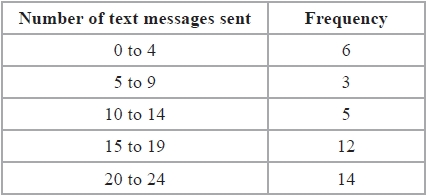 Number of text messages sent Frequency
0 to 4 6
5 to 9 3
10 to 14 5
15 to 19 12
20 to 24 14